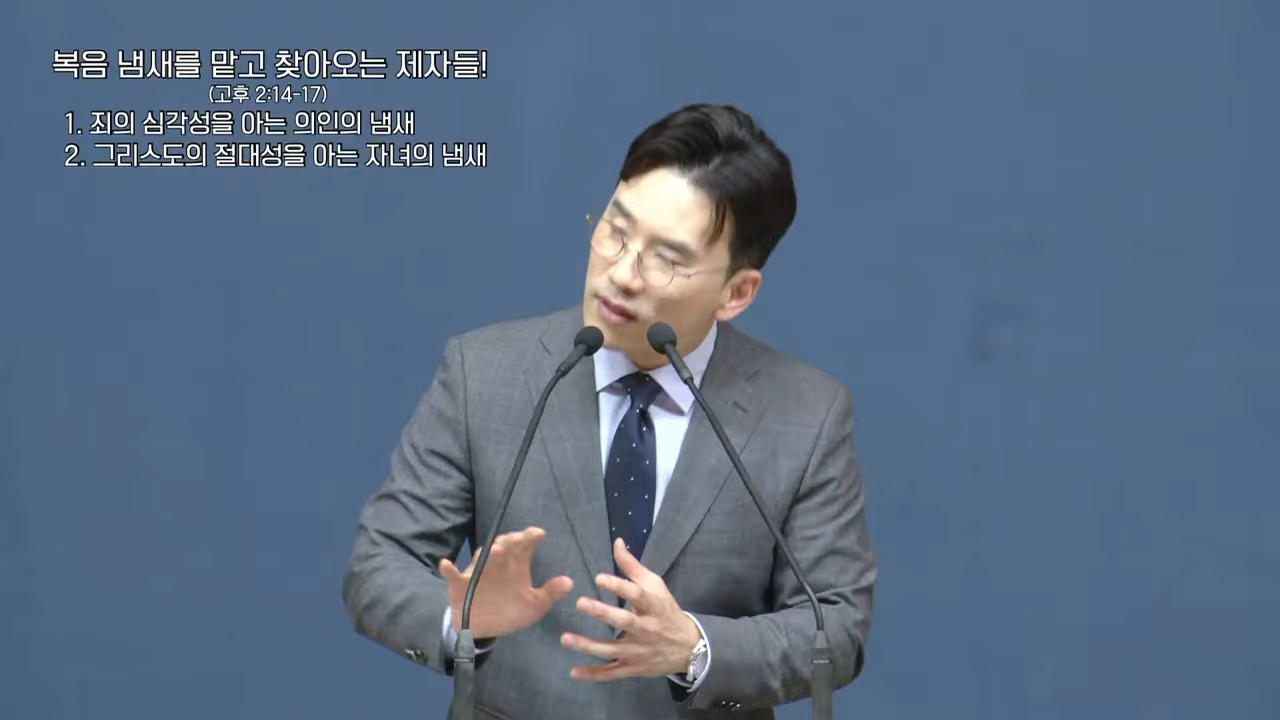 복음 냄새를 맡고 찾아오는 제자들!
(고후 2:14-17)
1. 죄의 심각성을 아는 의인의 냄새
2. 그리스도의 절대성을 아는 자녀의 냄새